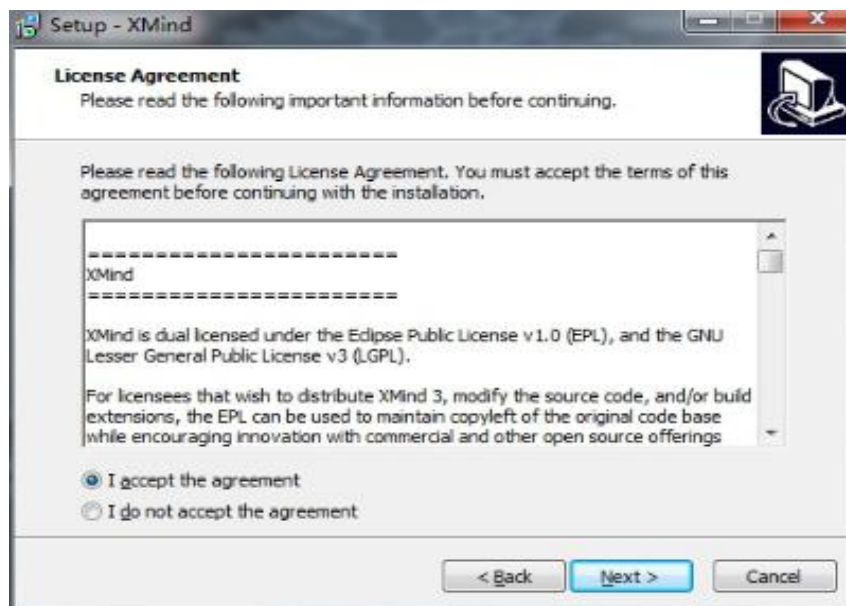 Setup - XMind
License Agreement
Please read the following important information before continuing.
Please read the following License Agreement. You must accept the terms of this
agreement before continuing with the installation.
========================
XMind
========================
XMind is dual licensed under the Eclipse Public License v1.0 (EPL), and the GNU
Lesser General Public License v3 (LGPL).
For licensees that wish to distribute XMind 3, modify the source code, and/or build
extensions, the EPL can be used to maintain copyleft of the original code base
while encouraging innovation with commercial and other open source offerings
I accept the agreement
I do not accept the agreement
< Back
Next >
Cancel